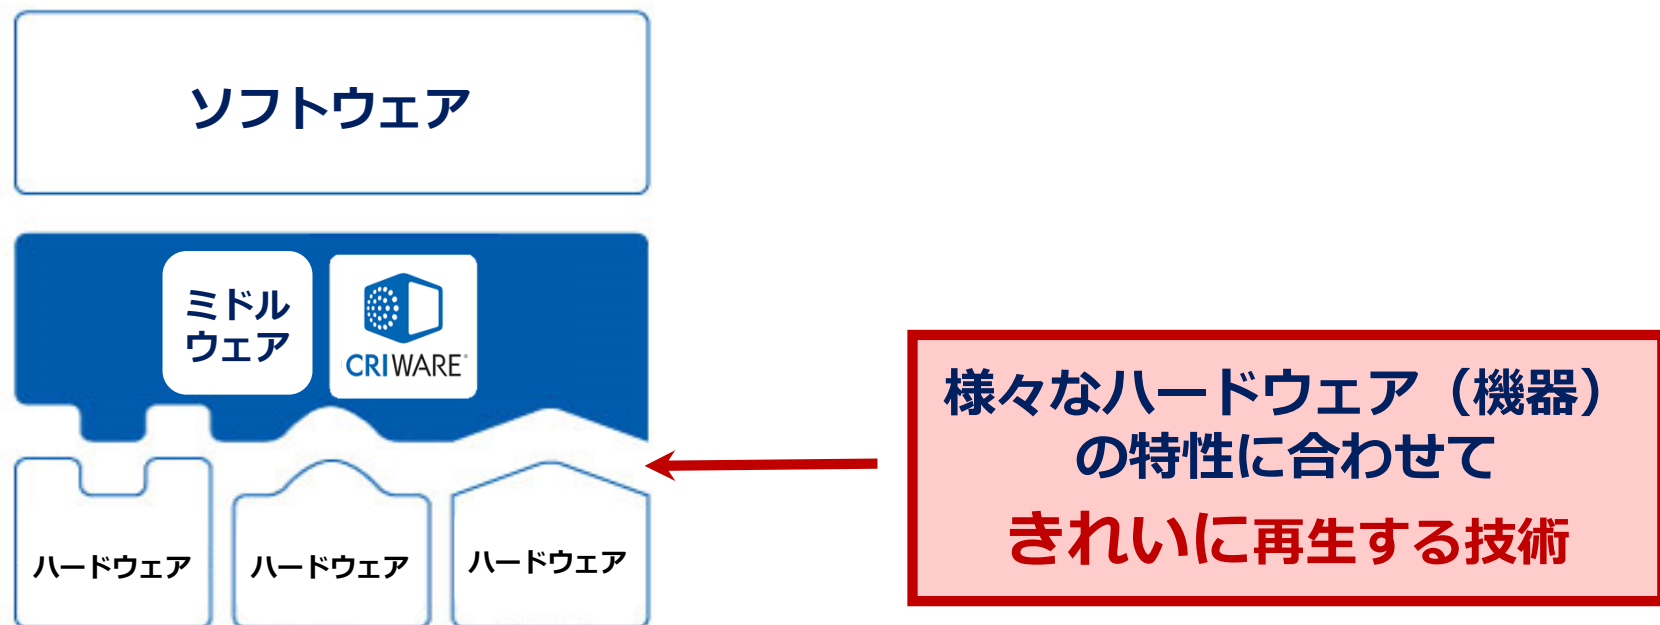 ソフトウェア
ミドル
ウェア
CRIWARE®
様々なハードウェア（機器）
の特性に合わせて
きれいに再生する技術
ハードウェア
ハードウェア
ハードウェア